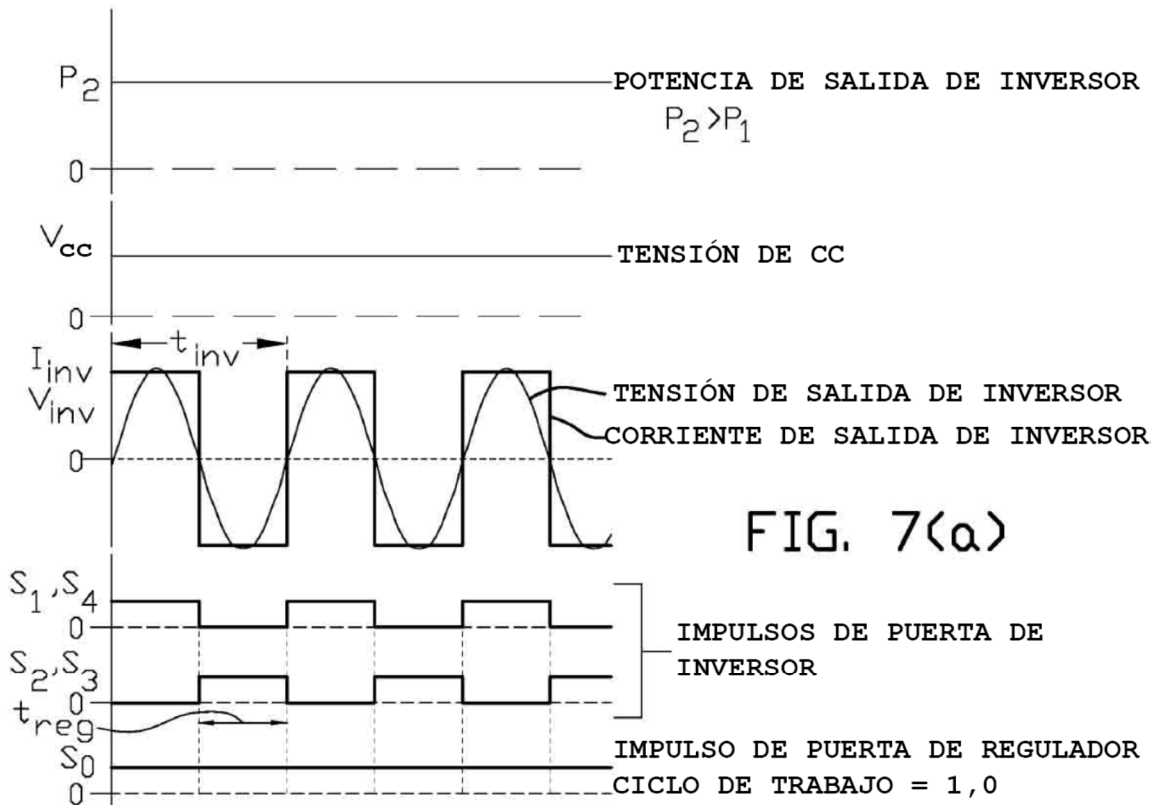 P2
POTENCIA DE SALIDA DE INVERSOR
P2>P1
0
Vcc
TENSIÓN DE CC
0
tinv
Iinv
Vinv
TENSIÓN DE SALIDA DE INVERSOR
CORRIENTE DE SALIDA DE INVERSOR
0
FIG. 7(a)
S1,S4
0
IMPULSOS DE PUERTA DE
INVERSOR
S2,S3
0
treg
S0
IMPULSO DE PUERTA DE REGULADOR
CICLO DE TRABAJO = 1,0
0